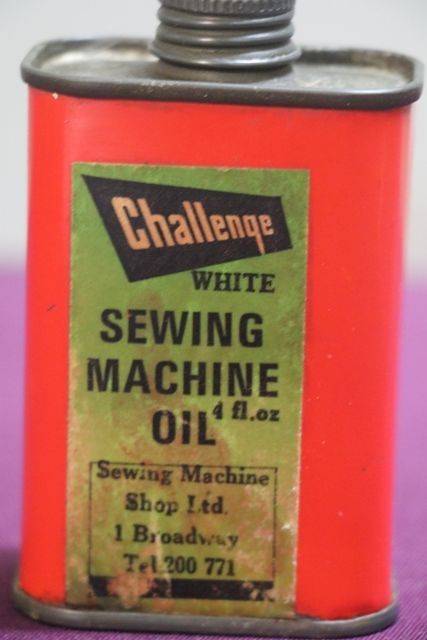 Challenge
WHITE
SEWING
MACHINE
4 fl.oz
OIL
Sewing Machine
Shop Ltd.
1 Broadway
Tel 200 771